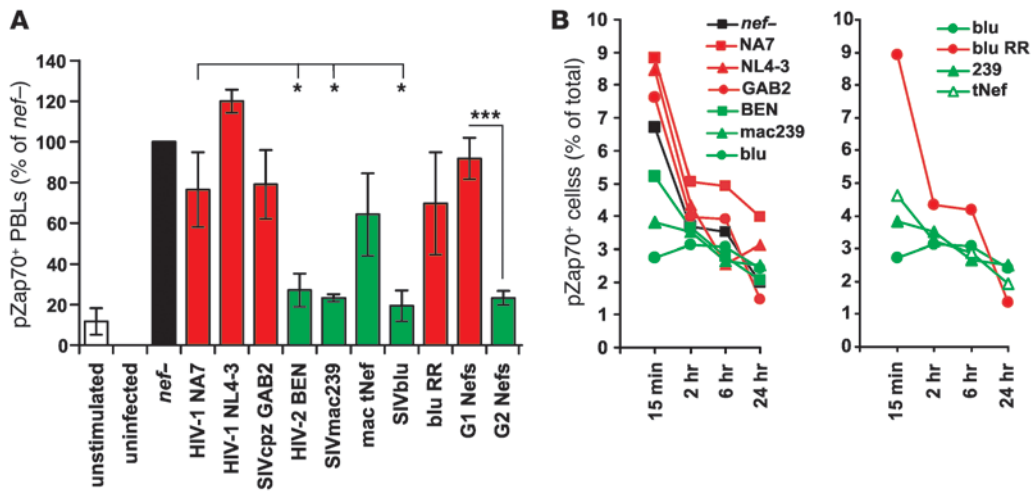 A
pZap70+ PBLs (% of nef–)
140
120
100
80
60
40
20
0
*
*
*
***
unstimulated
uninfected
nef–
HIV-1 NA7
HIV-1 NL4-3
SIVcpz GAB2
HIV-2 BEN
SIVmac239
mac tNef
SIVblu
blu RR
G1 Nefs
G2 Nefs
B
pZap70+ cellss (% of total)
10
9
8
7
6
5
4
3
2
1
0
nef–
NA7
NL4-3
GAB2
BEN
mac239
blu
15 min
2 hr
6 hr
24 hr
10
9
8
7
6
5
4
3
2
1
0
blu
blu RR
239
tNef
15 min
2 hr
6 hr
24 hr